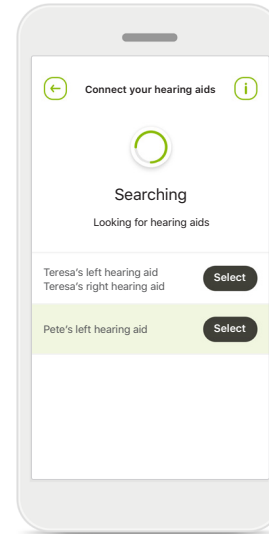 Connect your hearing aids
i
Searching
Looking for hearing aids
Teresa's left hearing aid
Teresa's right hearing aid
Select
Pete's left hearing aid
Select